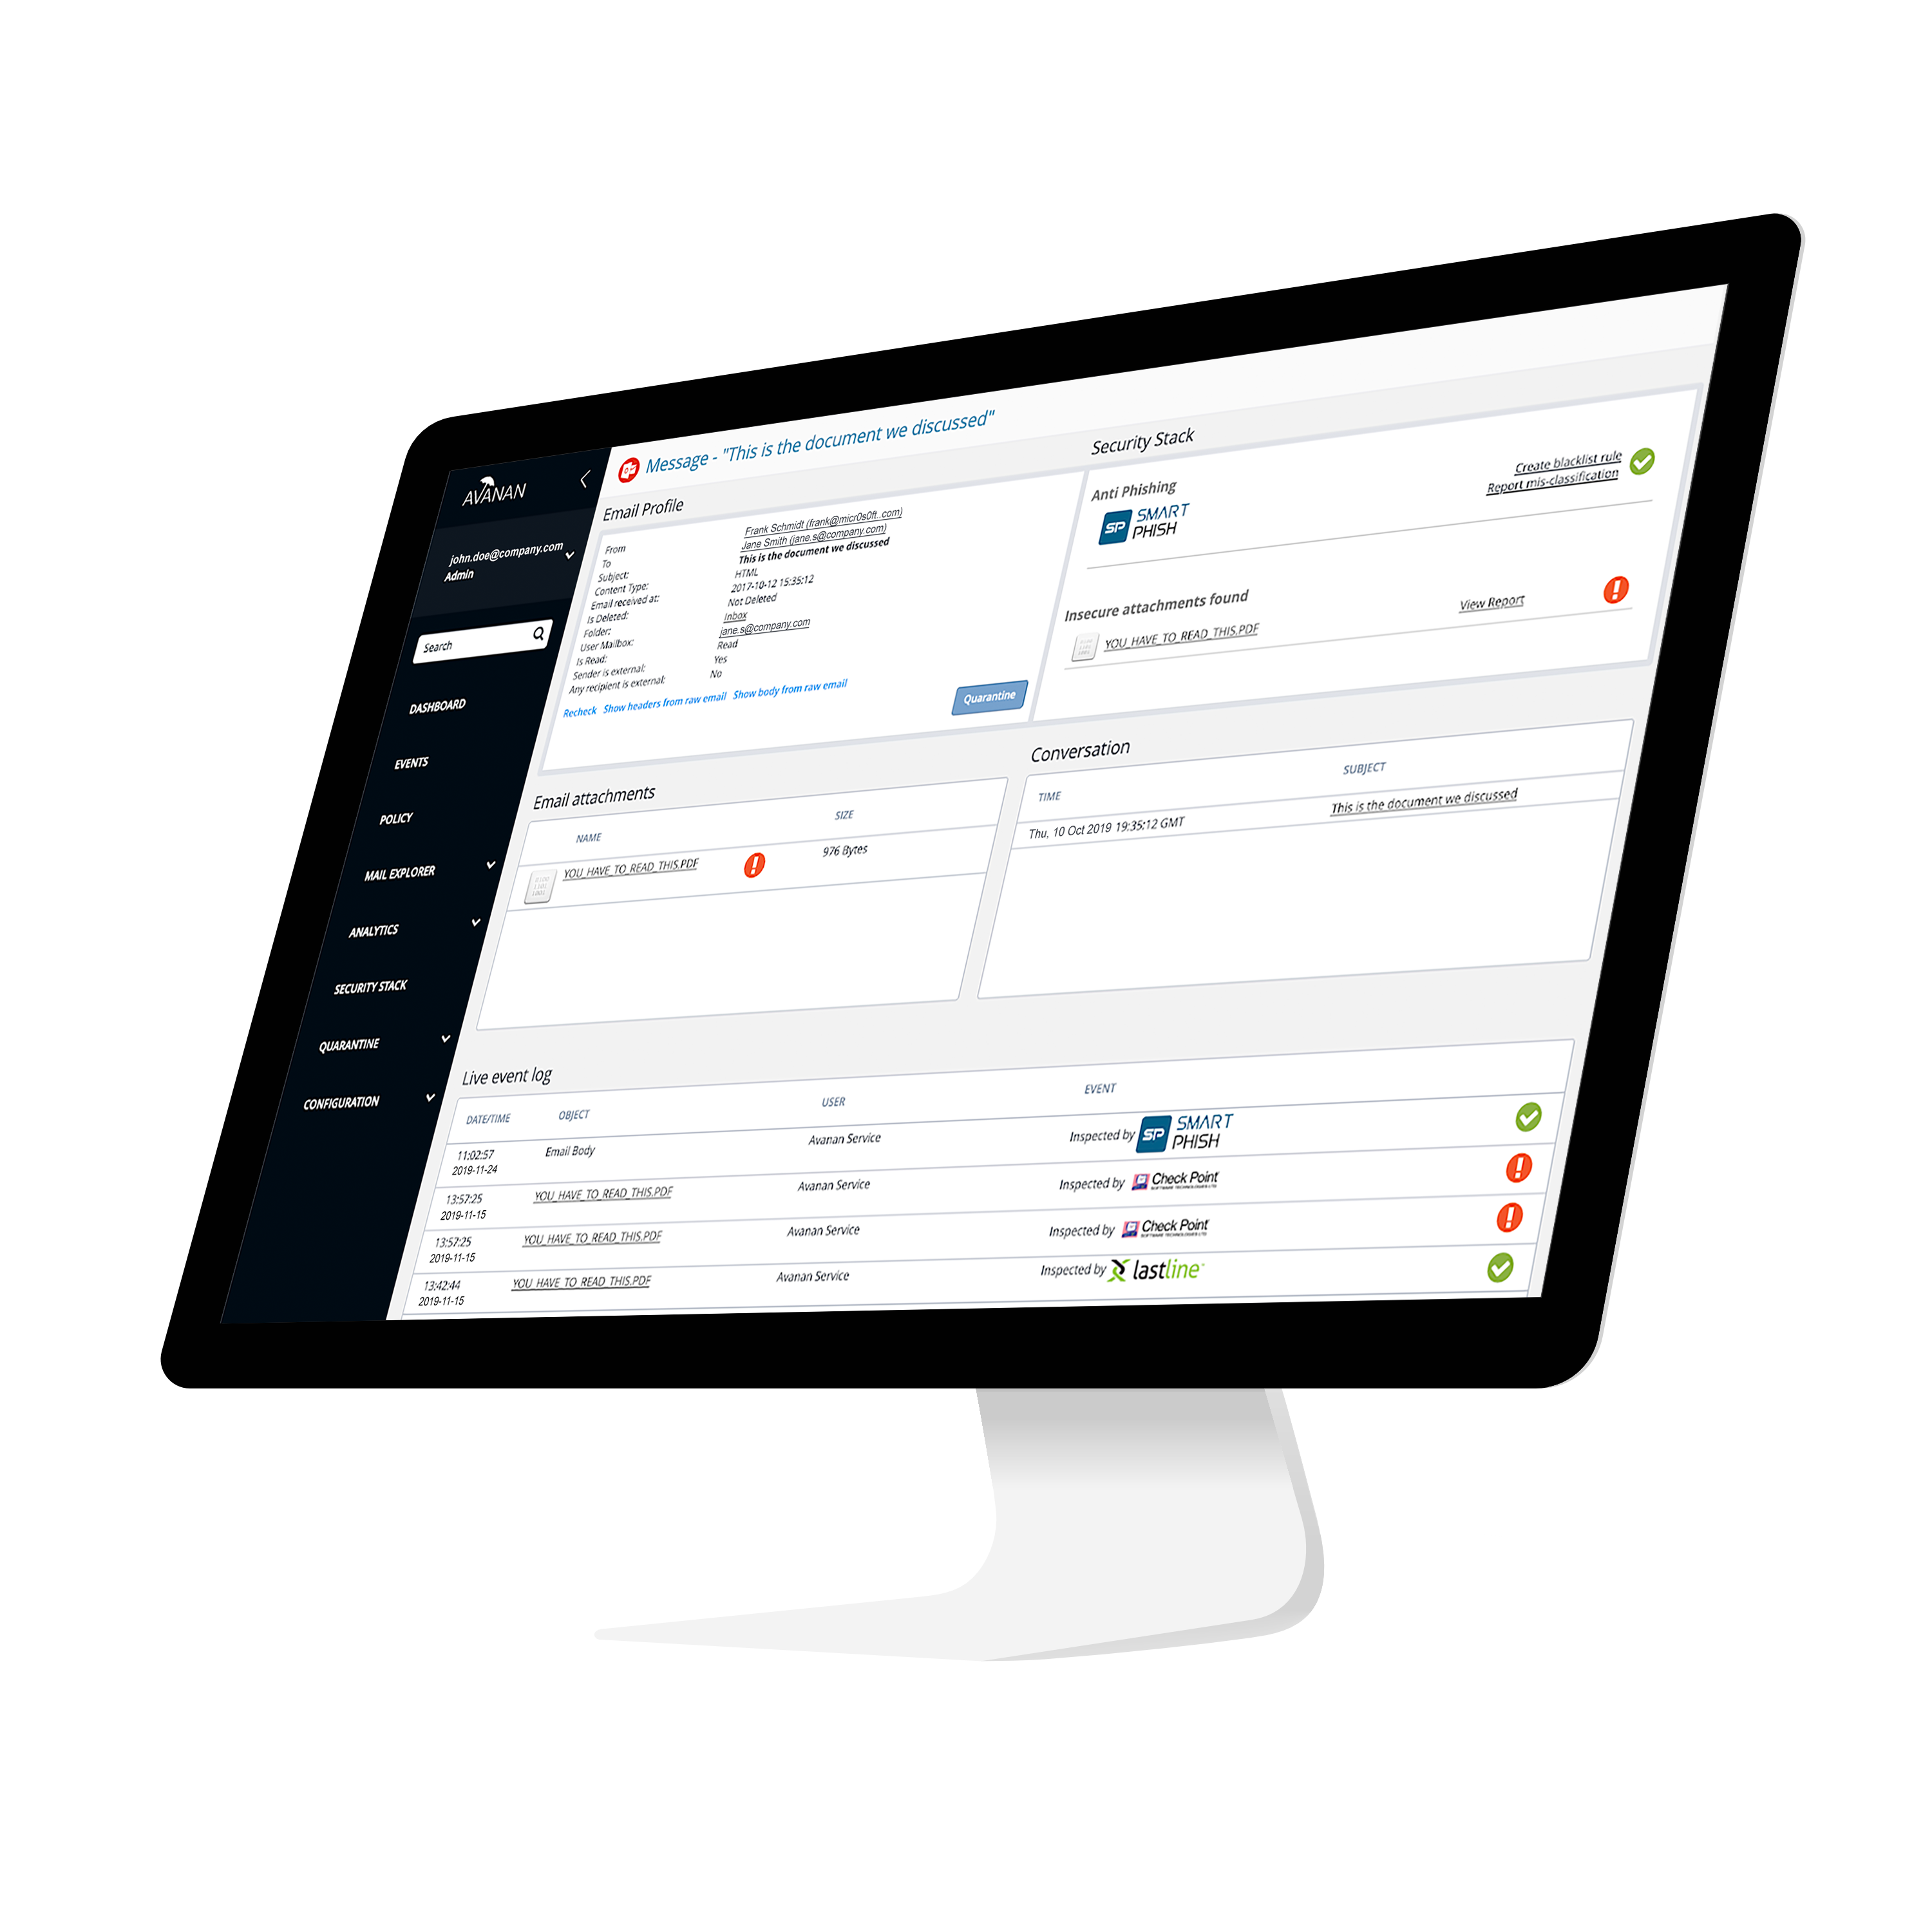 AVANAN
john.doe@company.com
Admin
Search
DASHBOARD
EVENTS
POLICY
MAIL EXPLORER
ANALYTICS
SECURITY STACK
QUARANTINE
CONFIGURATION
Message - "This is the document we discussed"
Email Profile
From Frank Schmidt (frank@micr0s0ft..com)
To Jane Smith (jane.s@company.com)
Subject: This is the document we discussed
Content Type: HTML
Email received at: 2017-10-12 15:35:12
Is Deleted: Not Deleted
Folder: Inbox
User Mailbox: jane.s@company.com
Is Read: Read
Sender is external: Yes
Any recipient is external: No
Recheck Show headers from raw email Show body from raw email
Quarantine
Security Stack
Anti Phishing
SP SMART PHISH
Create blacklist rule
Report mis-classification
Insecure attachments found
YOU_HAVE_TO_READ_THIS.PDF
View Report
Email attachments
NAME SIZE
YOU_HAVE_TO_READ_THIS.PDF 976 Bytes
Conversation
TIME SUBJECT
Thu, 10 Oct 2019 19:35:12 GMT This is the document we discussed
Live event log
DATE/TIME OBJECT USER EVENT
11:02:57
2019-11-24
Email Body Avanan Service Inspected by SP SMART PHISH
13:57:25
2019-11-15
YOU_HAVE_TO_READ_THIS.PDF Avanan Service Inspected by Check Point
SOFTWARE TECHNOLOGIES LTD
13:57:25
2019-11-15
YOU_HAVE_TO_READ_THIS.PDF Avanan Service Inspected by Check Point
SOFTWARE TECHNOLOGIES LTD
13:42:44
2019-11-15
YOU_HAVE_TO_READ_THIS.PDF Avanan Service Inspected by lastline